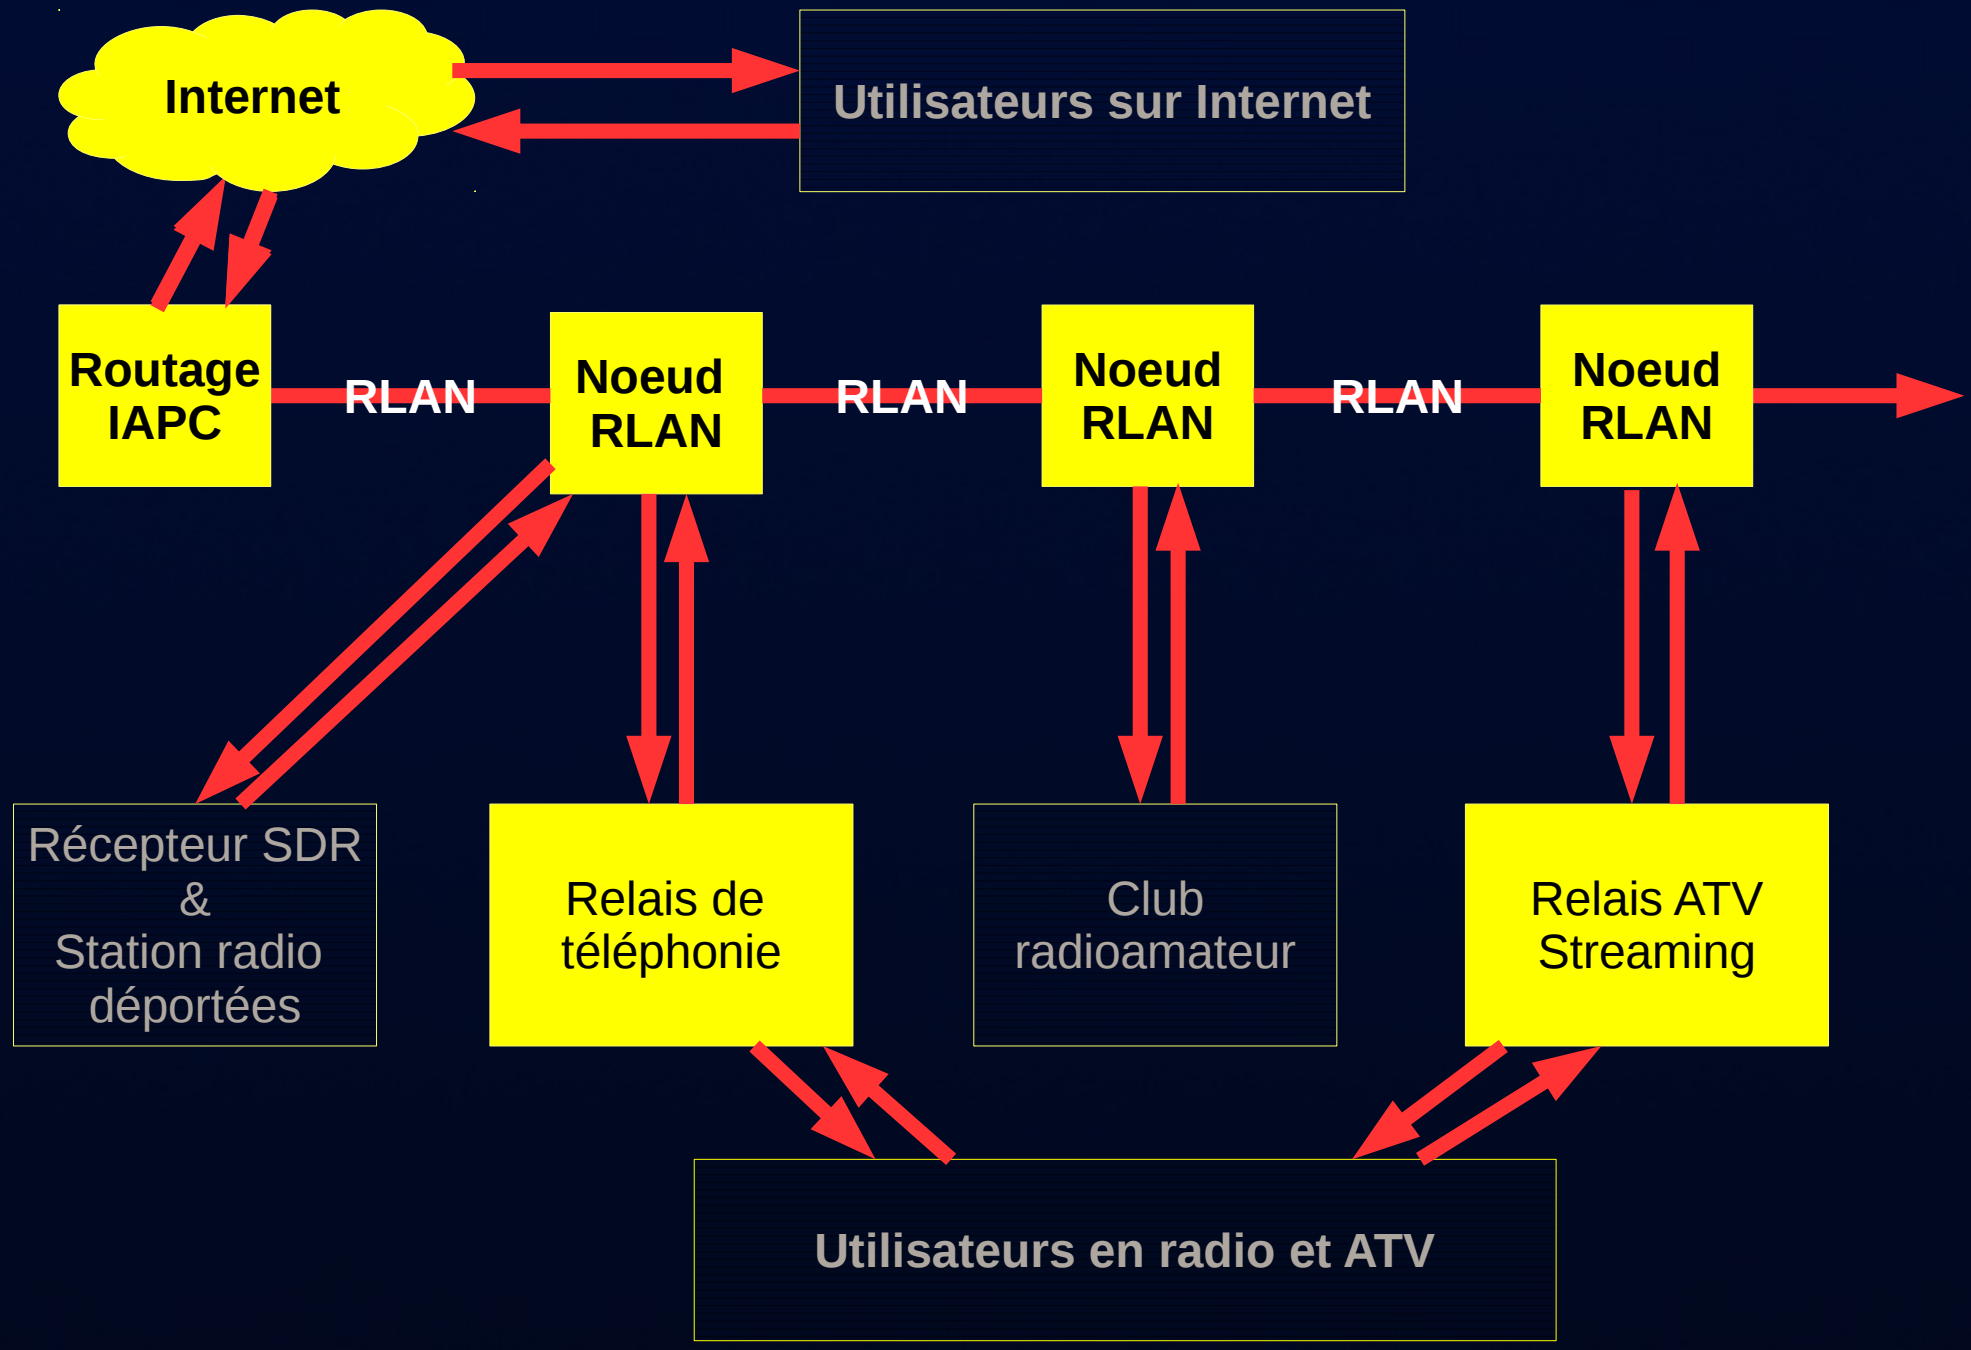 Internet
Utilisateurs sur Internet
Routage
IAPC
RLAN
Noeud
RLAN
RLAN
Noeud
RLAN
RLAN
Noeud
RLAN
Récepteur SDR
&
Station radio
déportées
Relais de
téléphonie
Club
radioamateur
Relais ATV
Streaming
Utilisateurs en radio et ATV